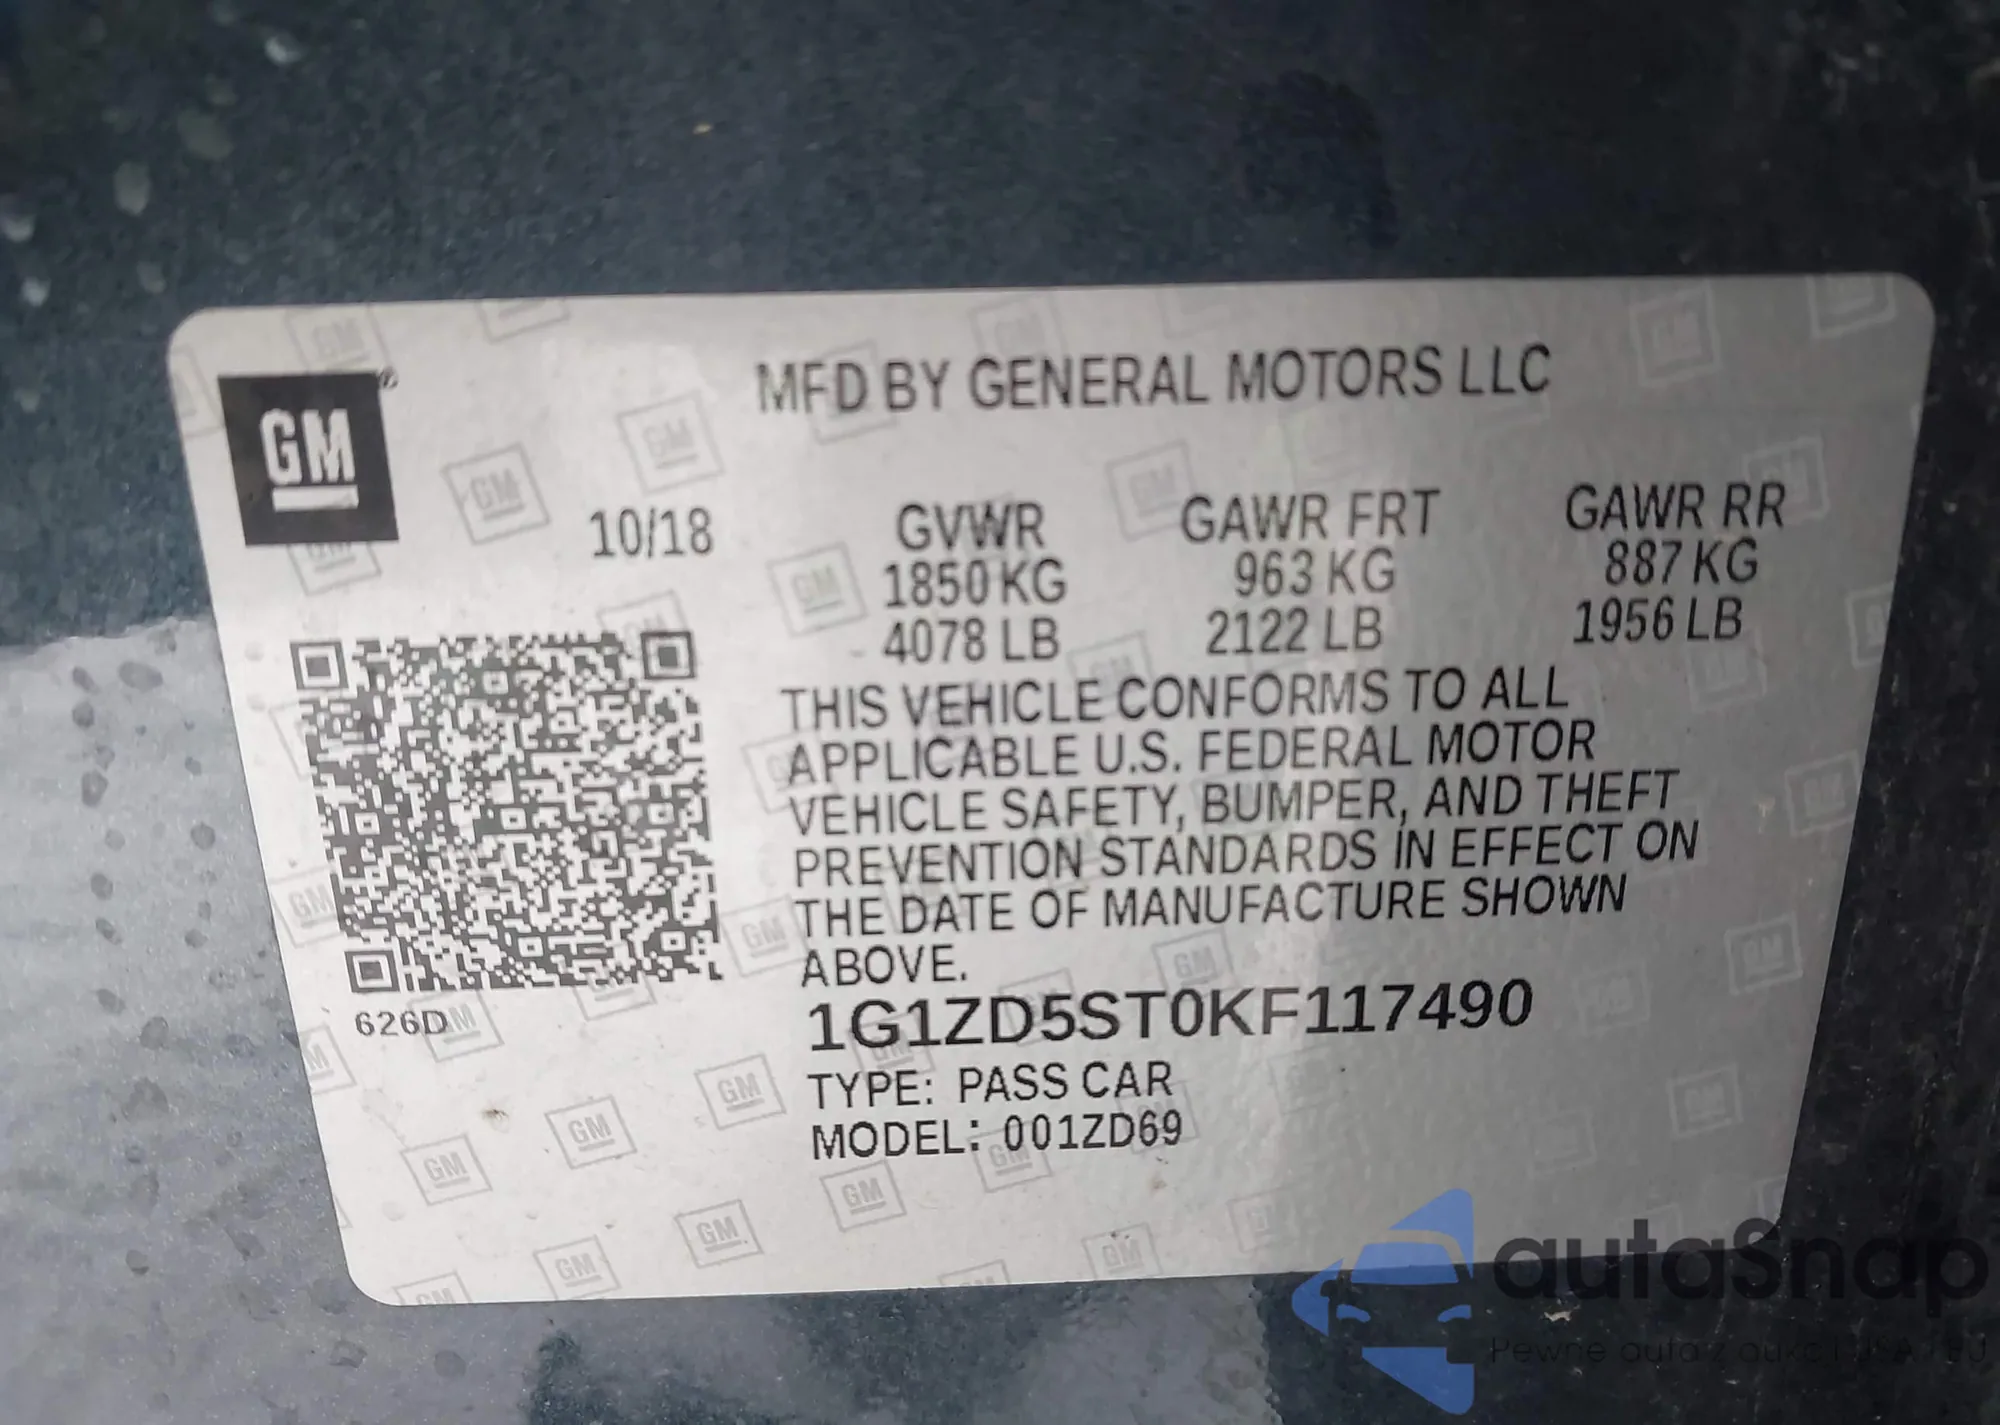 GM
MFD BY GENERAL MOTORS LLC
10/18
GVWR GAWR FRT GAWR RR
1850 KG 963 KG 887 KG
4078 LB 2122 LB 1956 LB
THIS VEHICLE CONFORMS TO ALL
APPLICABLE U.S. FEDERAL MOTOR
VEHICLE SAFETY, BUMPER, AND THEFT
PREVENTION STANDARDS IN EFFECT ON
THE DATE OF MANUFACTURE SHOWN
ABOVE.
626D
1G1ZD5ST0KF117490
TYPE: PASS CAR
MODEL: 001ZD69
autaSnap
Pewne auta z